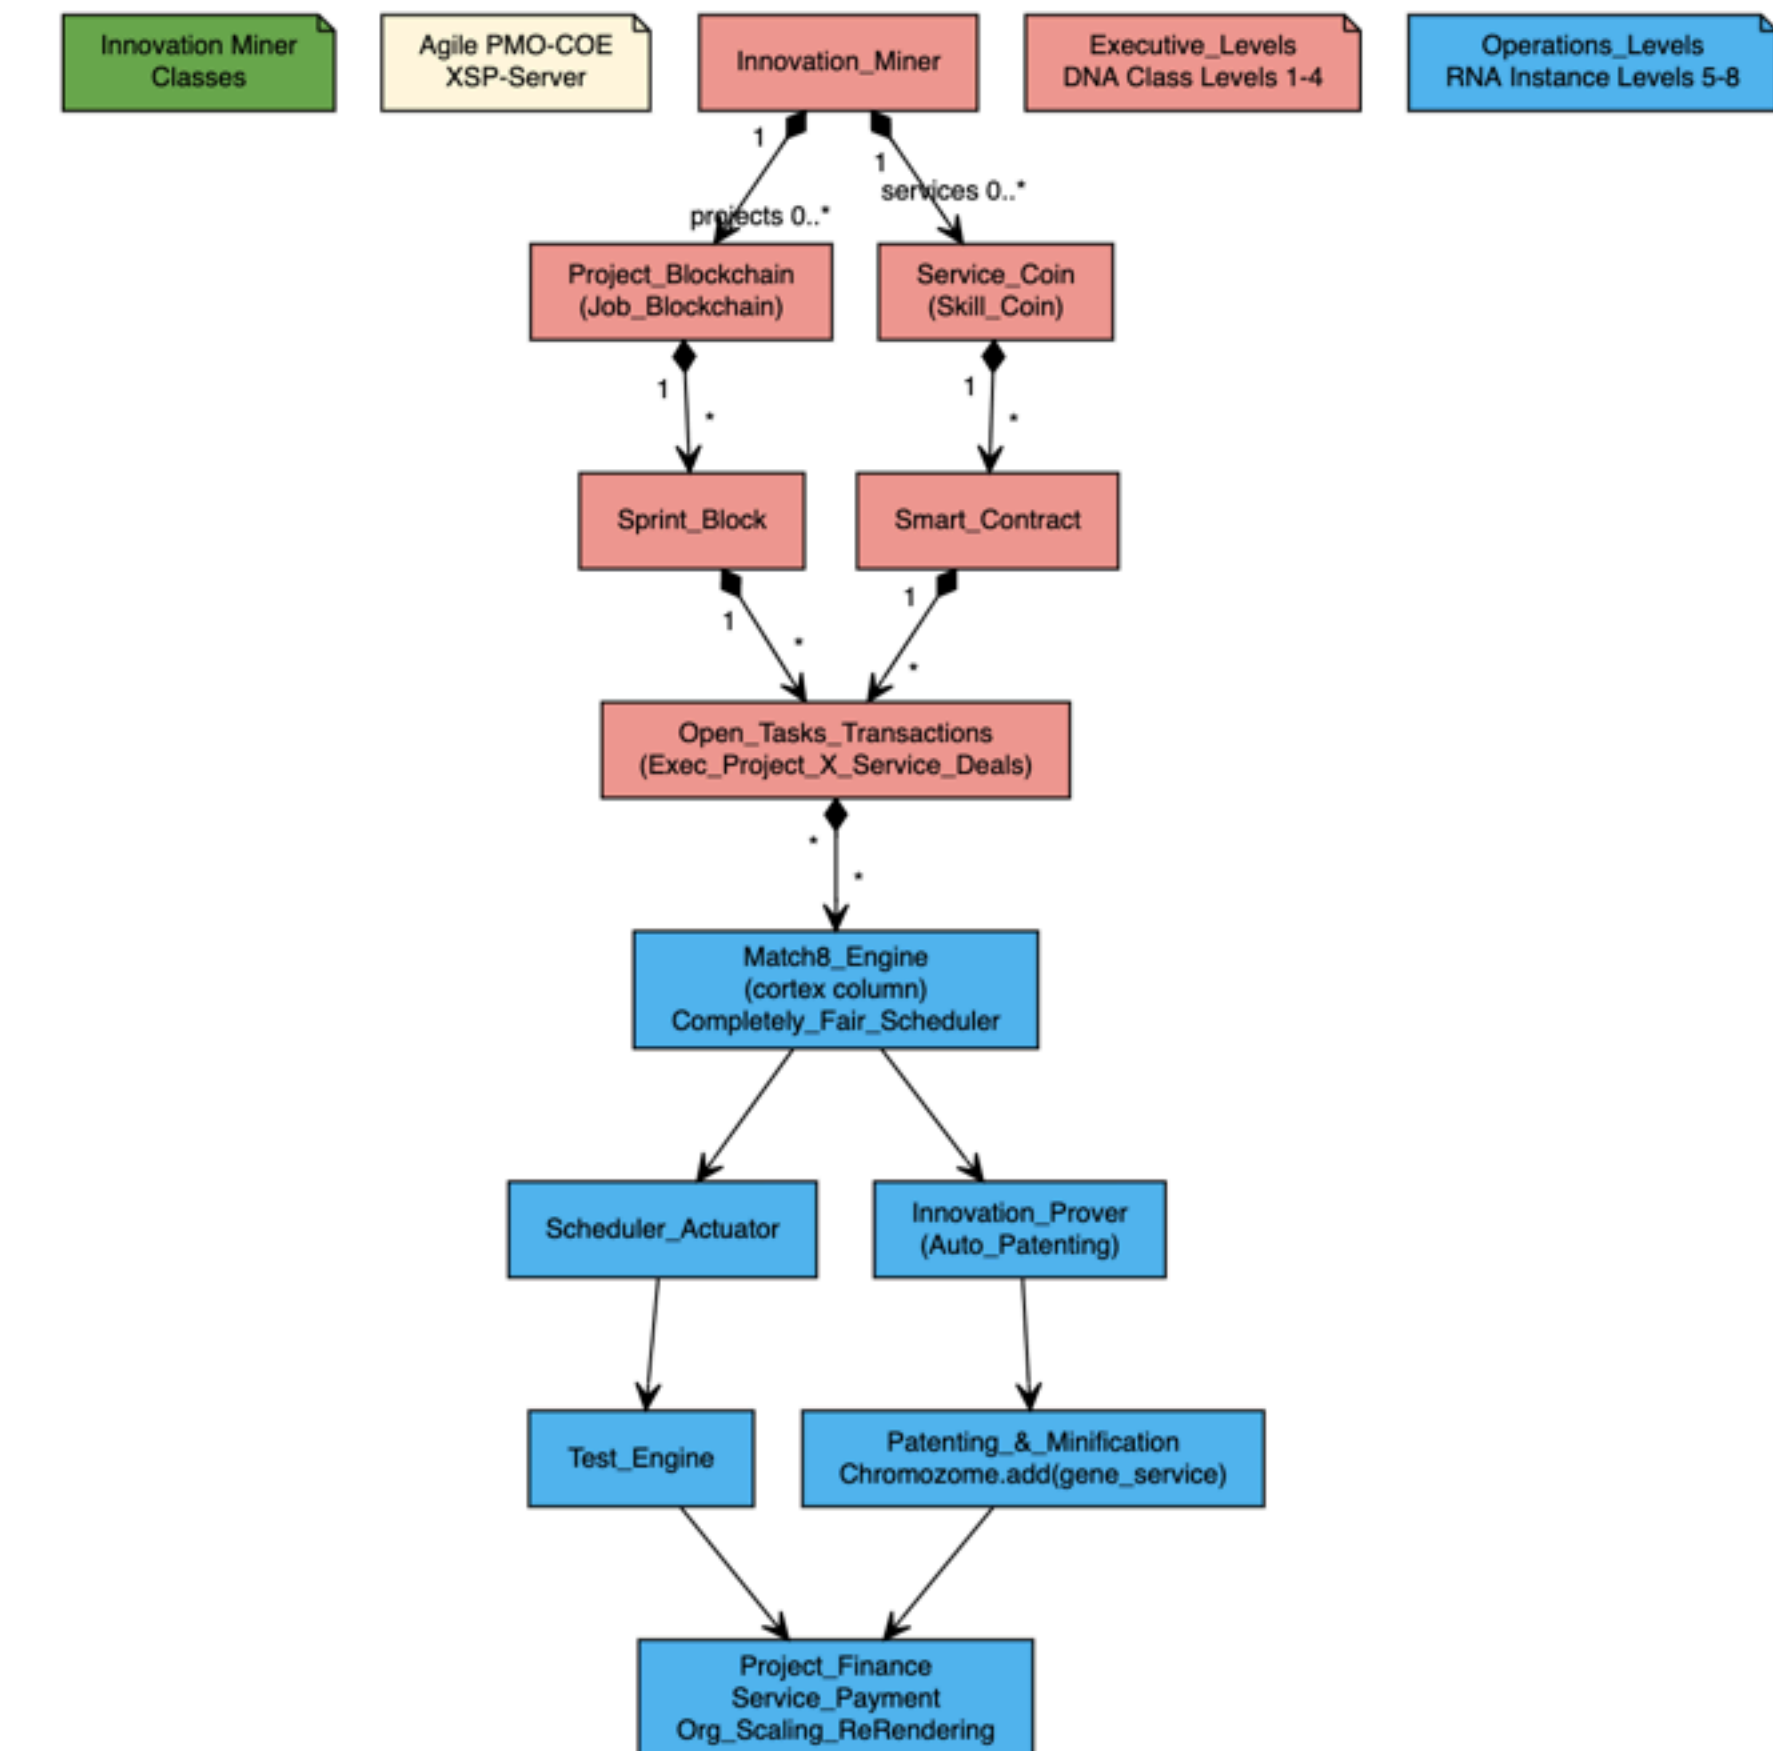 Innovation Miner
Classes
Agile PMO-COE
XSP-Server
Innovation_Miner
Executive_Levels
DNA Class Levels 1-4
Operations_Levels
RNA Instance Levels 5-8
1
1
projects 0..*
services 0..*
Project_Blockchain
(Job_Blockchain)
Service_Coin
(Skill_Coin)
1
*
1
*
Sprint_Block
Smart_Contract
1
*
1
*
Open_Tasks_Transactions
(Exec_Project_X_Service_Deals)
*
*
Match8_Engine
(cortex column)
Completely_Fair_Scheduler
Scheduler_Actuator
Innovation_Prover
(Auto_Patenting)
Test_Engine
Patenting_&_Minification
Chromozome.add(gene_service)
Project_Finance
Service_Payment
Org_Scaling_ReRendering